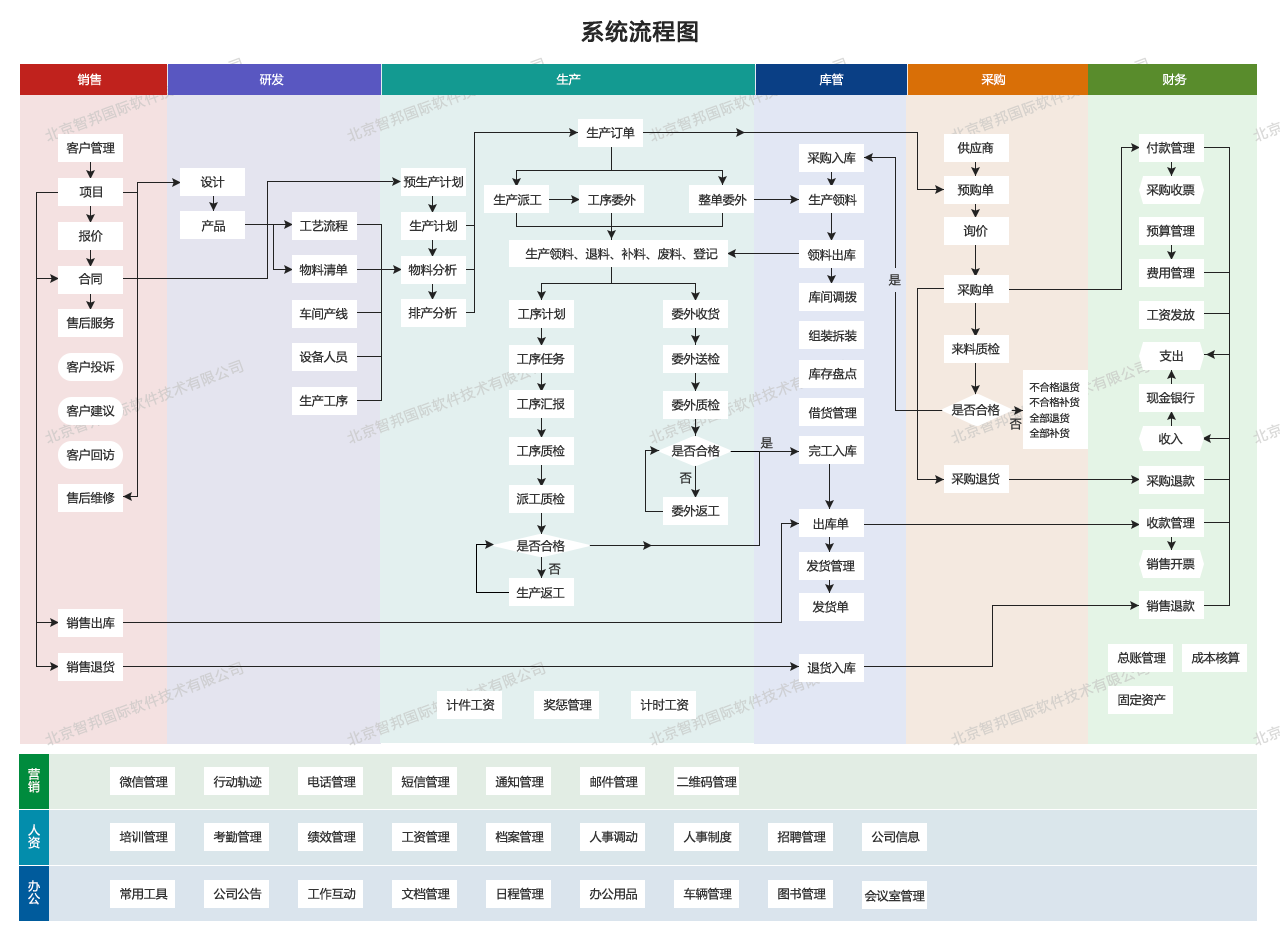 系统流程图
销售
研发
生产
库管
采购
财务
客户管理
项目
报价
合同
售后服务
客户投诉
客户建议
客户回访
售后维修
销售出库
销售退货
设计
产品
工艺流程
物料清单
车间产线
设备人员
生产工序
预生产计划
生产计划
物料分析
排产分析
生产订单
生产派工
工序委外
整单委外
生产领料、退料、补料、废料、登记
工序计划
工序任务
工序汇报
工序质检
派工质检
是否合格
否
生产返工
委外收货
委外送检
委外质检
是否合格
是
否
委外返工
计件工资
奖惩管理
计时工资
采购入库
生产领料
领料出库
库间调拨
组装拆装
库存盘点
借货管理
完工入库
出库单
发货管理
发货单
退货入库
供应商
预购单
询价
采购单
来料质检
是否合格
是
否
不合格退货
不合格补货
全部退货
全部补货
采购退货
付款管理
采购收票
预算管理
费用管理
工资发放
支出
现金银行
收入
采购退款
收款管理
销售开票
销售退款
总账管理
成本核算
固定资产
营销
微信管理
行动轨迹
电话管理
短信管理
通知管理
邮件管理
二维码管理
人资
培训管理
考勤管理
绩效管理
工资管理
档案管理
人事调动
人事制度
招聘管理
公司信息
办公
常用工具
公司公告
工作互动
文档管理
日程管理
办公用品
车辆管理
图书管理
会议室管理
北京智邦国际软件技术有限公司